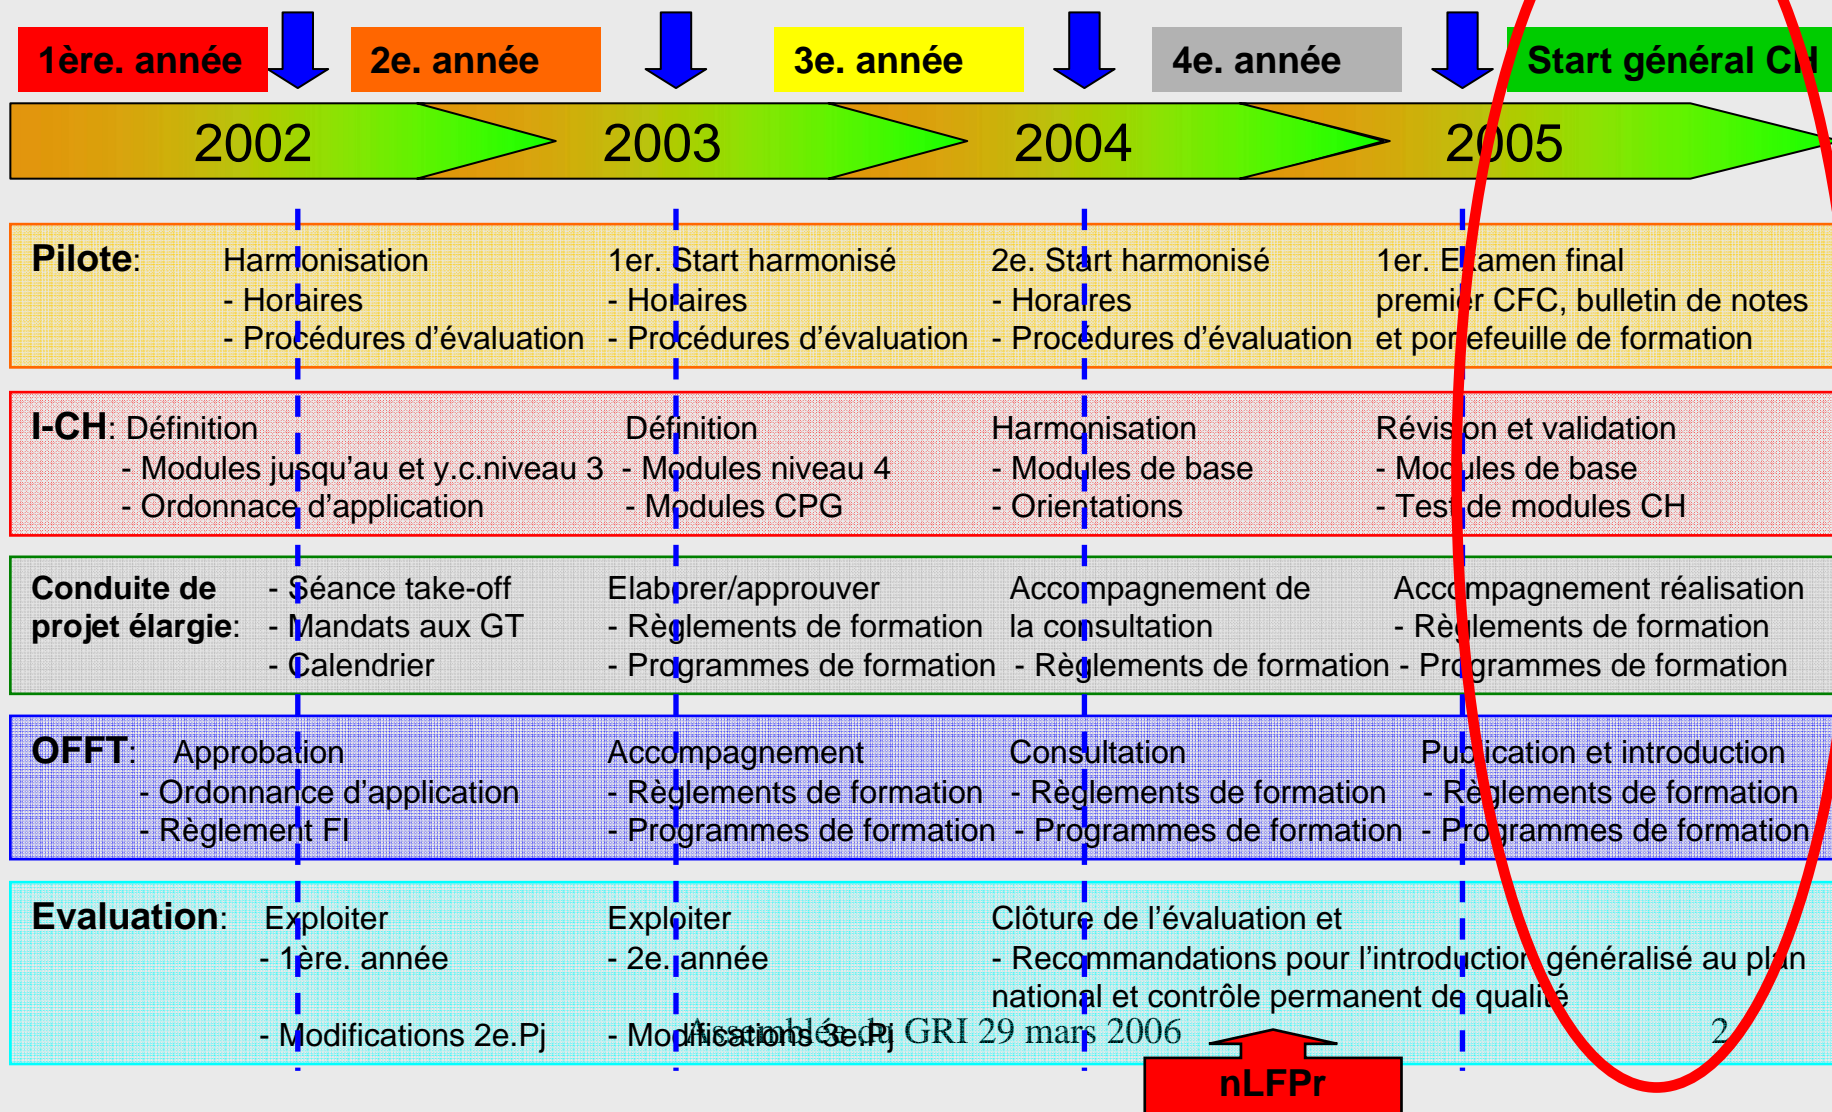 1ère. année 2e. année 3e. année 4e. année Start général CH
2002 2003 2004 2005
Pilote: Harmonisation 1er. Start harmonisé 2e. Start harmonisé 1er. Examen final
- Horaires - Horaires - Horaires premier CFC, bulletin de notes
- Procédures d’évaluation - Procédures d’évaluation - Procédures d’évaluation et portefeuille de formation
I-CH: Définition Définition Harmonisation Révision et validation
- Modules jusqu’au et y.c.niveau 3 - Modules niveau 4 - Modules de base - Modules de base
- Ordonnace d’application - Modules CPG - Orientations - Test de modules CH
Conduite de - Séance take-off Elaborer/approuver Accompagnement de Accompagnement réalisation
projet élargie: - Mandats aux GT - Règlements de formation la consultation - Règlements de formation
- Calendrier - Programmes de formation - Règlements de formation - Programmes de formation
OFFT: Approbation Accompagnement Consultation Publication et introduction
- Ordonnance d’application - Règlements de formation - Règlements de formation - Règlements de formation
- Règlement FI - Programmes de formation - Programmes de formation - Programmes de formation
Evaluation: Exploiter Exploiter Clôture de l’évaluation et
- 1ère. année - 2e. année - Recommandations pour l’introduction généralisé au plan
national et contrôle permanent de qualité
- Modifications 2e.Pj - Modifications 3e.Pj
Assemblée du GRI 29 mars 2006 2
nLFPr